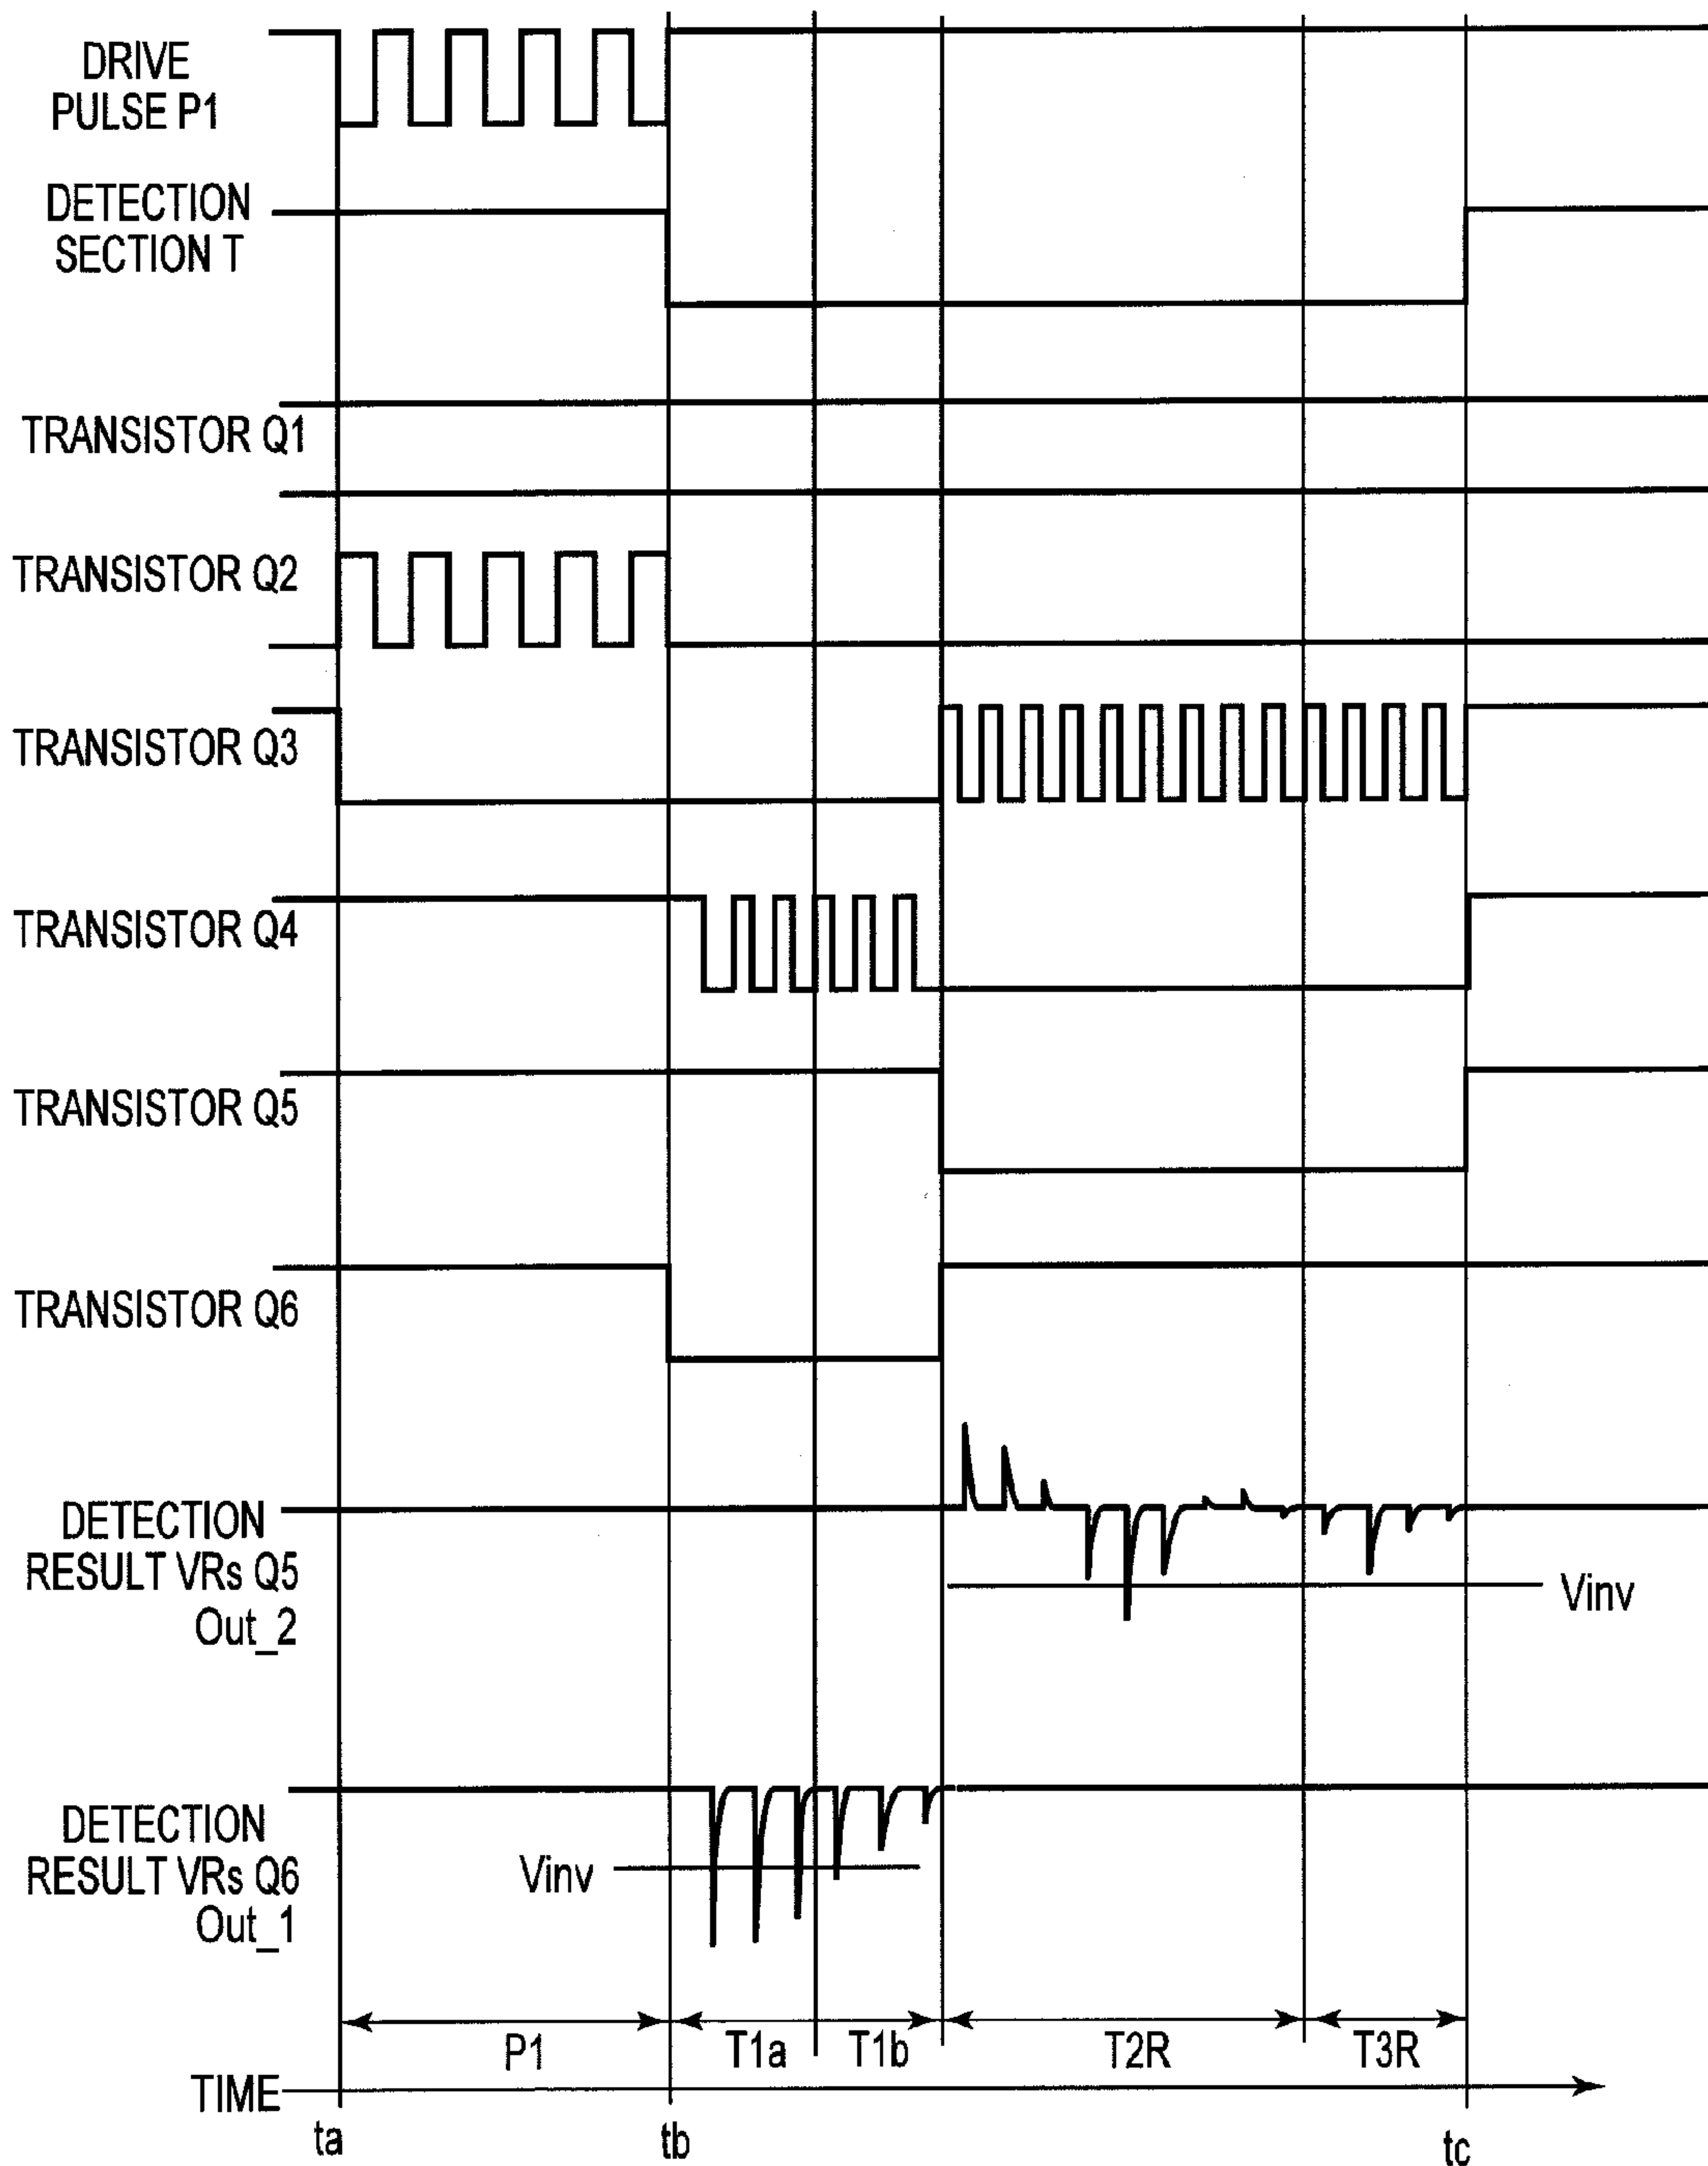 DRIVE
PULSE P1
DETECTION
SECTION T
TRANSISTOR Q1
TRANSISTOR Q2
TRANSISTOR Q3
TRANSISTOR Q4
TRANSISTOR Q5
TRANSISTOR Q6
DETECTION
RESULT VRs Q5
Out_2
Vinv
DETECTION
RESULT VRs Q6
Out_1
Vinv
P1
T1a
T1b
T2R
T3R
TIME
ta
tb
tc